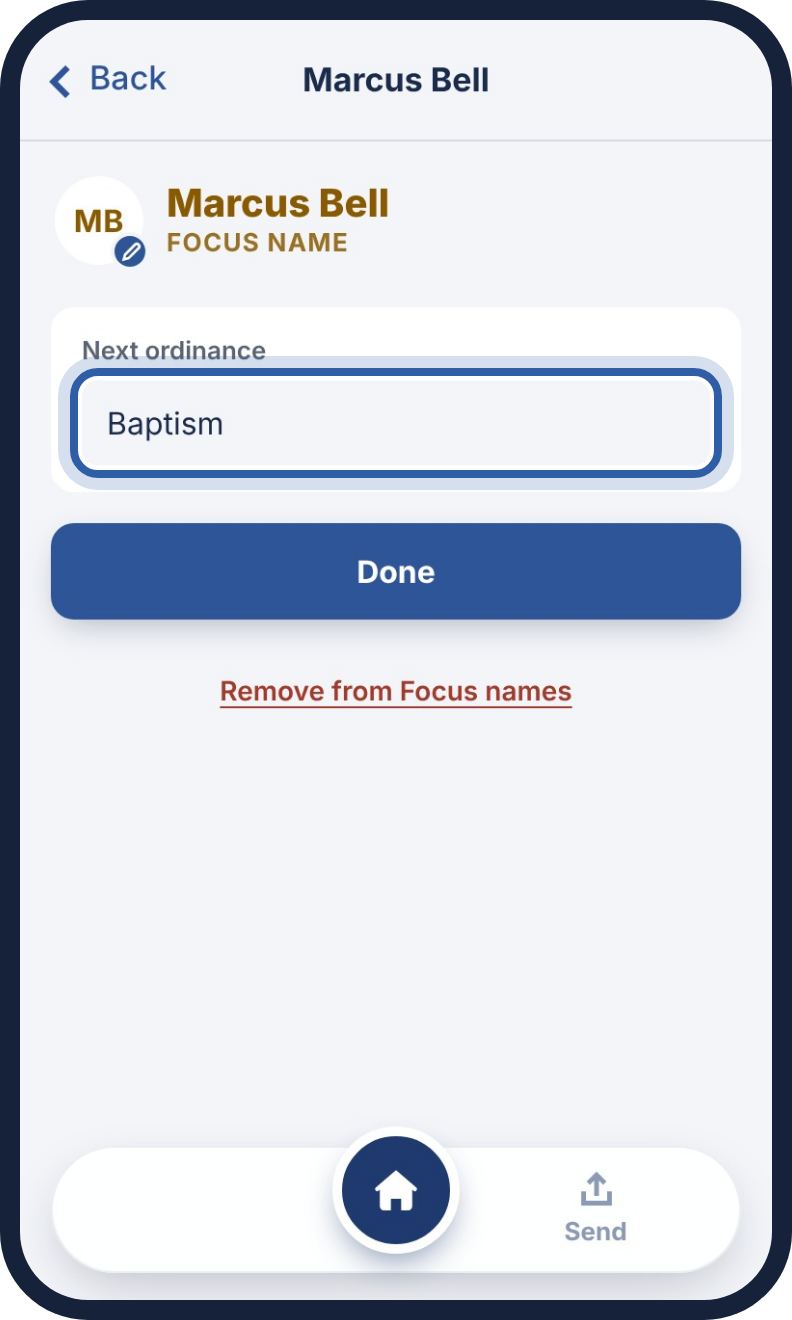 Back
Marcus Bell
MB
Marcus Bell
FOCUS NAME
Next ordinance
Baptism
Done
Remove from Focus names
Send